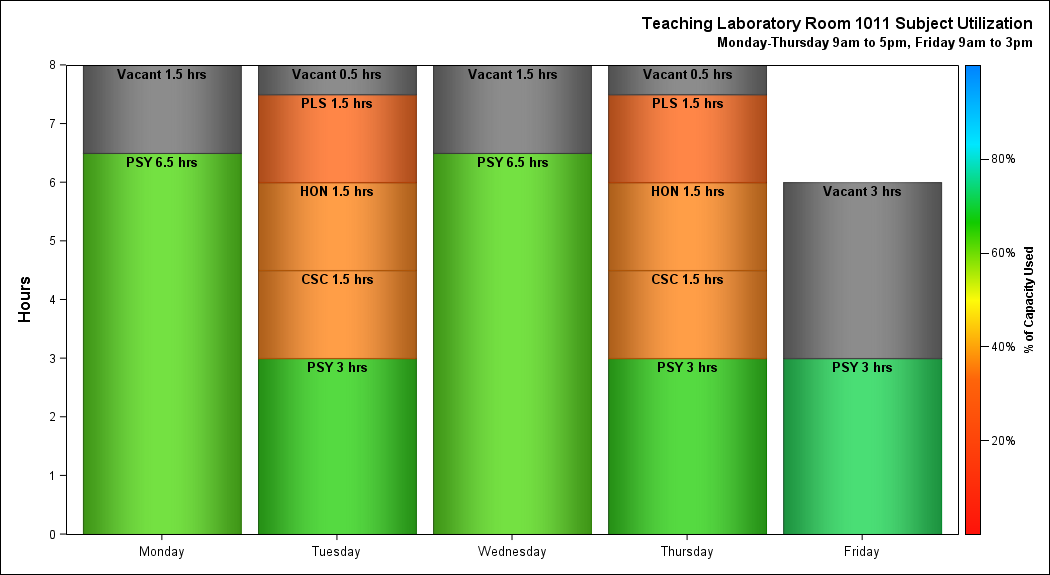 Teaching Laboratory Room 1011 Subject Utilization
Monday-Thursday 9am to 5pm, Friday 9am to 3pm
Hours
8
7
6
5
4
3
2
1
0
Vacant 1.5 hrs
PSY 6.5 hrs
Vacant 0.5 hrs
PLS 1.5 hrs
HON 1.5 hrs
CSC 1.5 hrs
PSY 3 hrs
Vacant 1.5 hrs
PSY 6.5 hrs
Vacant 0.5 hrs
PLS 1.5 hrs
HON 1.5 hrs
CSC 1.5 hrs
PSY 3 hrs
Vacant 3 hrs
PSY 3 hrs
Monday
Tuesday
Wednesday
Thursday
Friday
80%
60%
40%
20%
% of Capacity Used